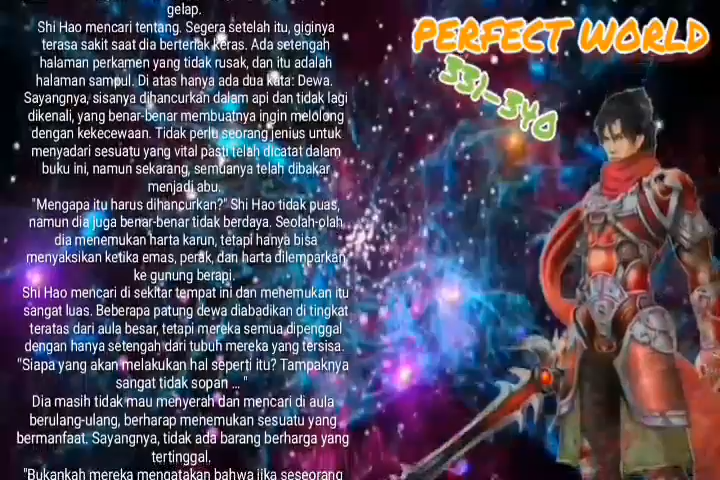 gelap.
Shi Hao mencari tentang. Segera setelah itu, giginya
terasa sakit saat dia berteriak keras. Ada setengah
halaman perkamen yang tidak rusak, dan itu adalah
halaman sampul. Di atas hanya ada dua kata: Dewa.
Sayangnya, sisanya dihancurkan dalam api dan tidak lagi
dikenali, yang benar-benar membuatnya ingin melolong
dengan kekecewaan. Tidak perlu seorang jenius untuk
menyadari sesuatu yang vital pasti telah dicatat dalam
buku ini, namun sekarang, semuanya telah dibakar
menjadi abu.
"Mengapa itu harus dihancurkan?" Shi Hao tidak puas,
namun dia juga benar-benar tidak berdaya. Seolah-olah
dia menemukan harta karun, tetapi hanya bisa
menyaksikan ketika emas, perak, dan harta dilemparkan
ke gunung berapi.
Shi Hao mencari di sekitar tempat ini dan menemukan itu
sangat luas. Beberapa patung dewa diabadikan di tingkat
teratas dari aula besar, tetapi mereka semua dipenggal
dengan hanya setengah dari tubuh mereka yang tersisa.
"Siapa yang akan melakukan hal seperti itu? Tampaknya
sangat tidak sopan ... "
Dia masih tidak mau menyerah dan mencari di aula
berulang-ulang, berharap menemukan sesuatu yang
bermanfaat. Sayangnya, tidak ada barang berharga yang
tertinggal.
"Bukankah mereka mengatakan bahwa jika seseorang
PERFECT WORLD
331-340